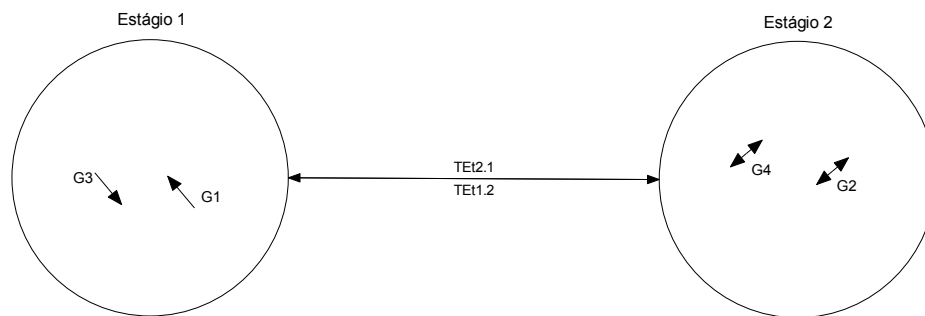 Estágio 1
Estágio 2
TEt2.1
TEt1.2
G3
G1
G4
G2